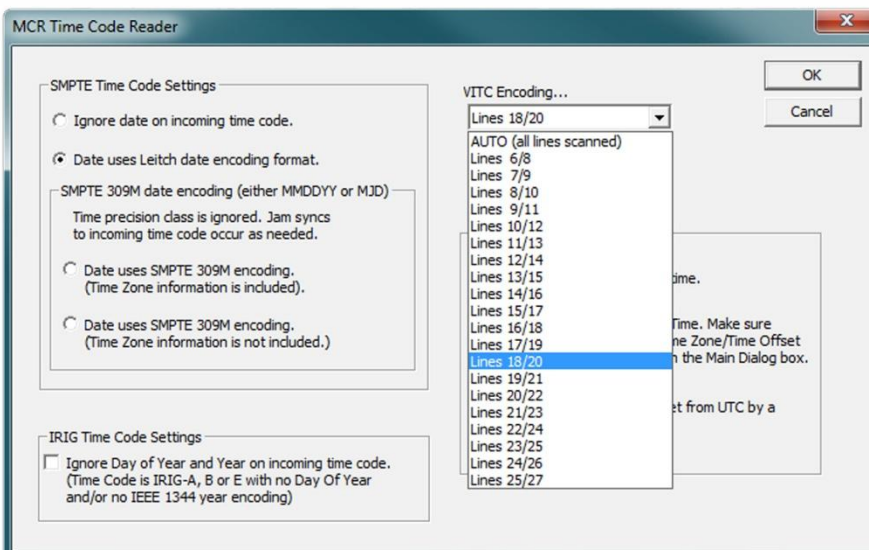 MCR Time Code Reader
SMPTE Time Code Settings
Ignore date on incoming time code.
Date uses Leitch date encoding format.
SMPTE 309M date encoding (either MMDDYY or MJD)
Time precision class is ignored. Jam syncs
to incoming time code occur as needed.
Date uses SMPTE 309M encoding.
(Time Zone information is included).
Date uses SMPTE 309M encoding.
(Time Zone information is not included.)
IRIG Time Code Settings
Ignore Day of Year and Year on incoming time code.
(Time Code is IRIG-A, B or E with no Day Of Year
and/or no IEEE 1344 year encoding)
VITC Encoding...
Lines 18/20
AUTO (all lines scanned)
Lines 6/8
Lines 7/9
Lines 8/10
Lines 9/11
Lines 10/12
Lines 11/13
Lines 12/14
Lines 13/15
Lines 14/16
Lines 15/17
Lines 16/18
Lines 17/19
Lines 18/20
Lines 19/21
Lines 20/22
Lines 21/23
Lines 22/24
Lines 23/25
Lines 24/26
Lines 25/27
OK
Cancel
time.
Time. Make sure
ne Zone/Time Offset
n the Main Dialog box.
et from UTC by a